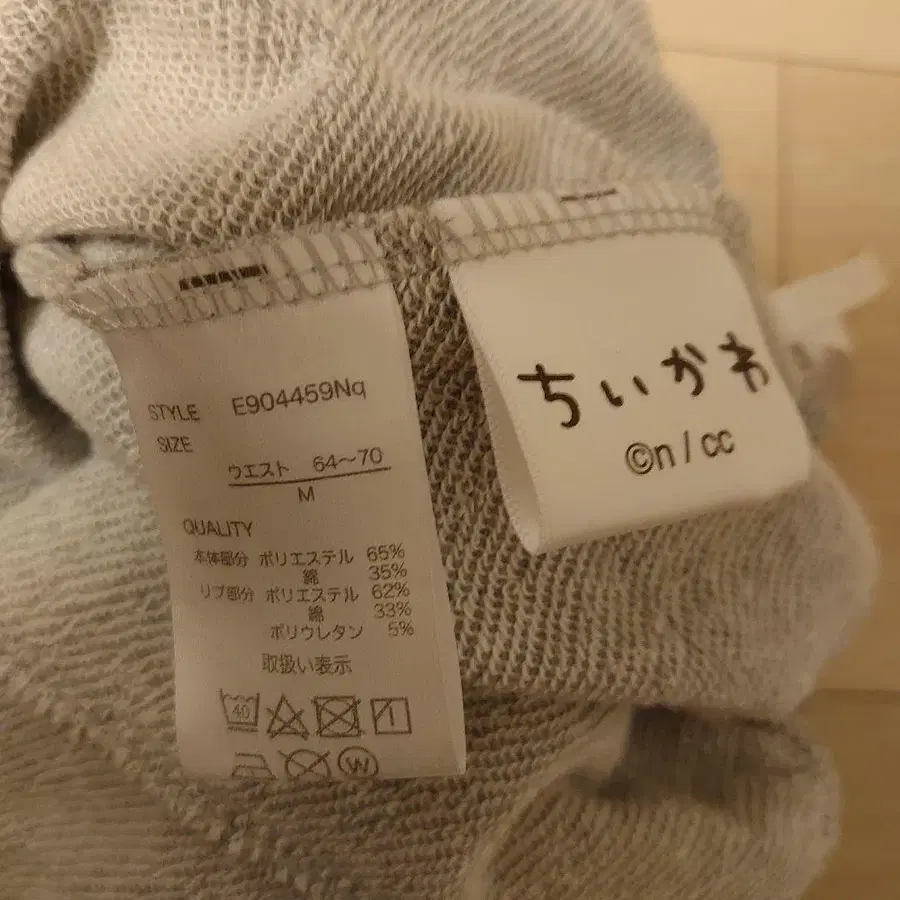 STYLE E904459Nq
SIZE
ウエスト 64～70
M
QUALITY
本体部分 ポリエステル 65%
綿 35%
リブ部分 ポリエステル 62%
綿 33%
ポリウレタン 5%
取扱い表示
40
W
ちいかわ
©n / cc